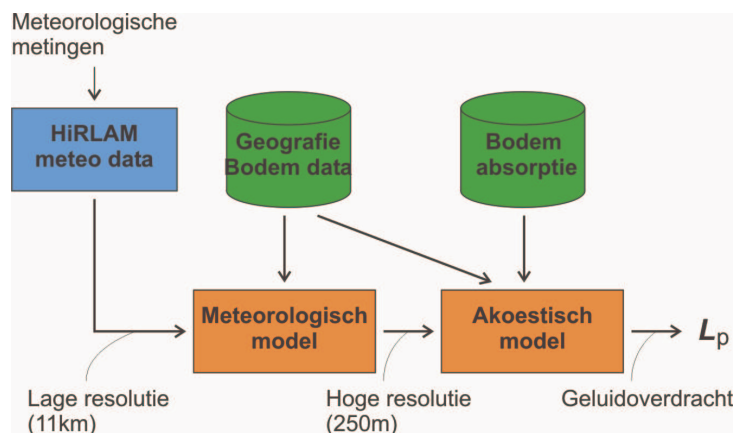 Meteorologische
metingen
HiRLAM
meteo data
Geografie
Bodem data
Bodem
absorptie
Meteorologisch
model
Akoestisch
model
Lp
Lage resolutie
(11km)
Hoge resolutie
(250m)
Geluidoverdracht